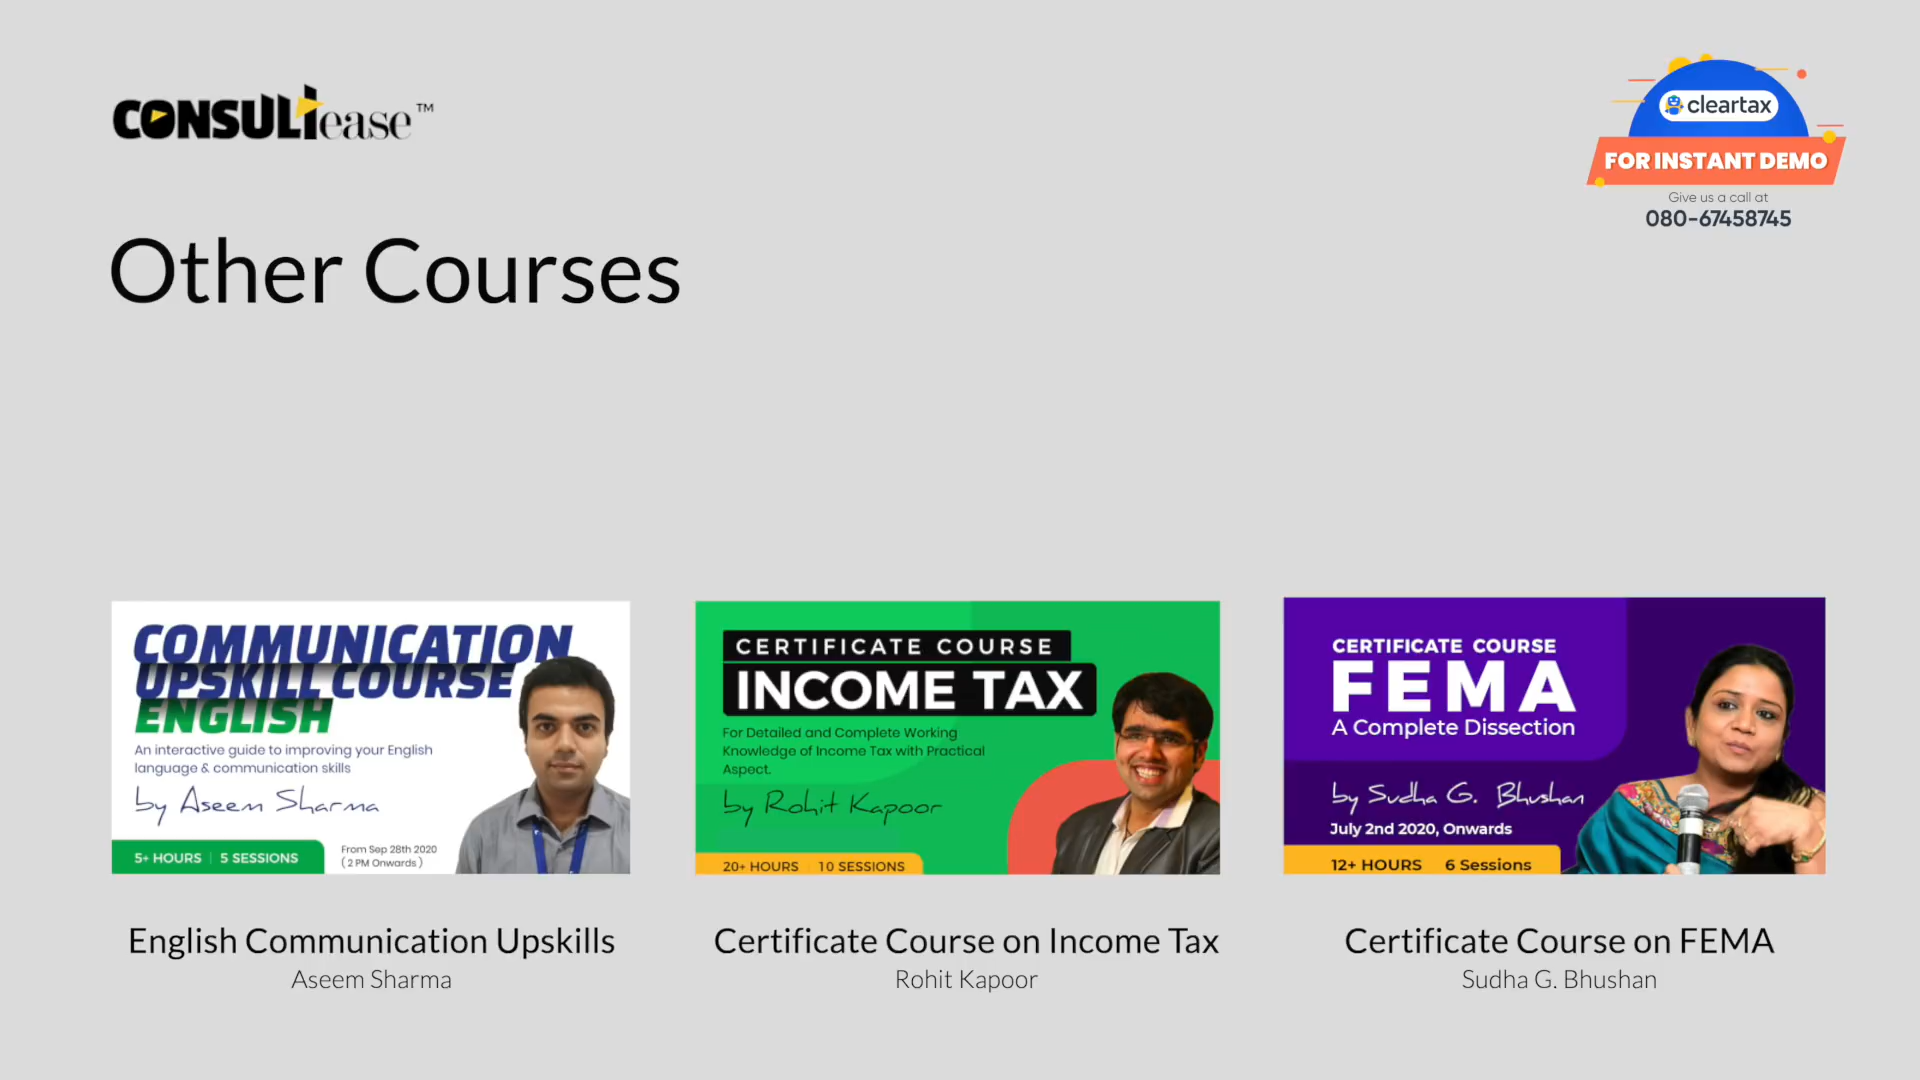 CONSULTease™
cleartax
FOR INSTANT DEMO
Give us a call at
080-67458745
Other Courses
COMMUNICATION
UPSKILL COURSE
ENGLISH
An interactive guide to improving your English
language & communication skills
by Aseem Sharma
5+ HOURS | 5 SESSIONS
From Sep 28th 2020
( 2 PM Onwards )
English Communication Upskills
Aseem Sharma
CERTIFICATE COURSE
INCOME TAX
For Detailed and Complete Working
Knowledge of Income Tax with Practical
Aspect.
by Rohit Kapoor
20+ HOURS | 10 SESSIONS
Certificate Course on Income Tax
Rohit Kapoor
CERTIFICATE COURSE
FEMA
A Complete Dissection
by Sudha G. Bhushan
July 2nd 2020, Onwards
12+ HOURS 6 Sessions
Certificate Course on FEMA
Sudha G. Bhushan